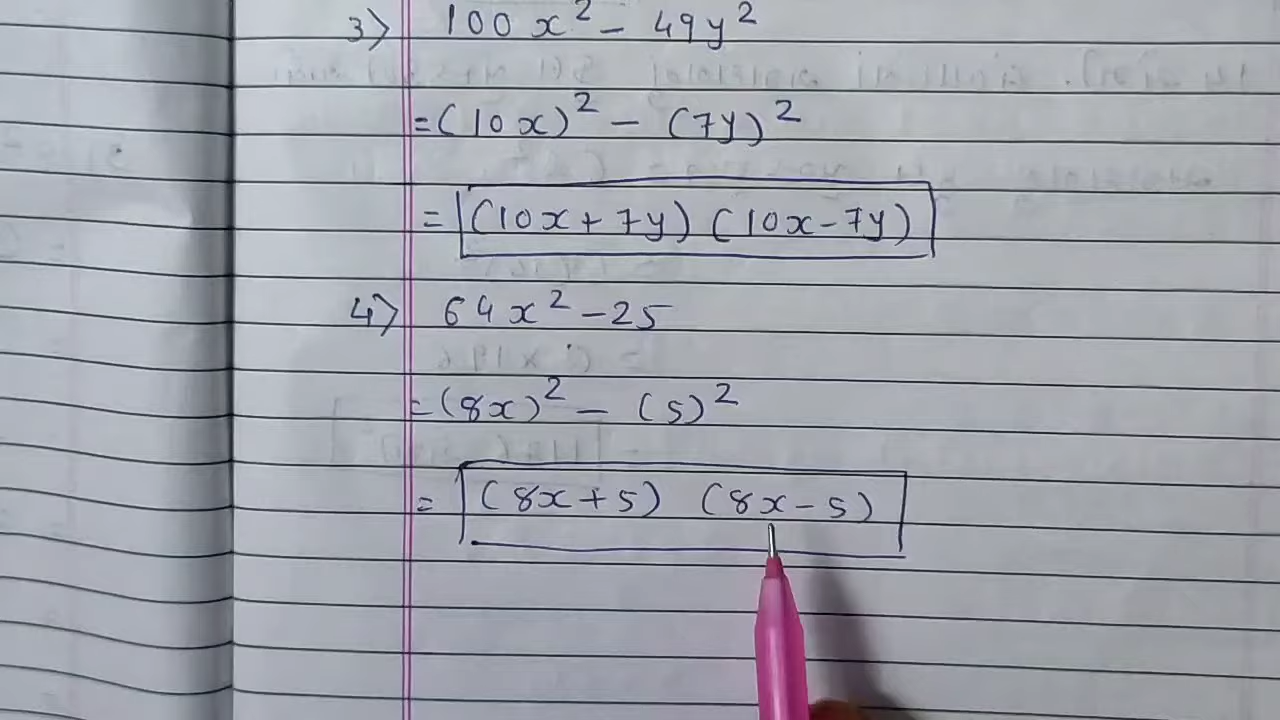 3) 100x² - 49y²
= (10x)² - (7y)²
= (10x + 7y) (10x - 7y)
4) 64x² - 25
= (8x)² - (5)²
= (8x + 5) (8x - 5)